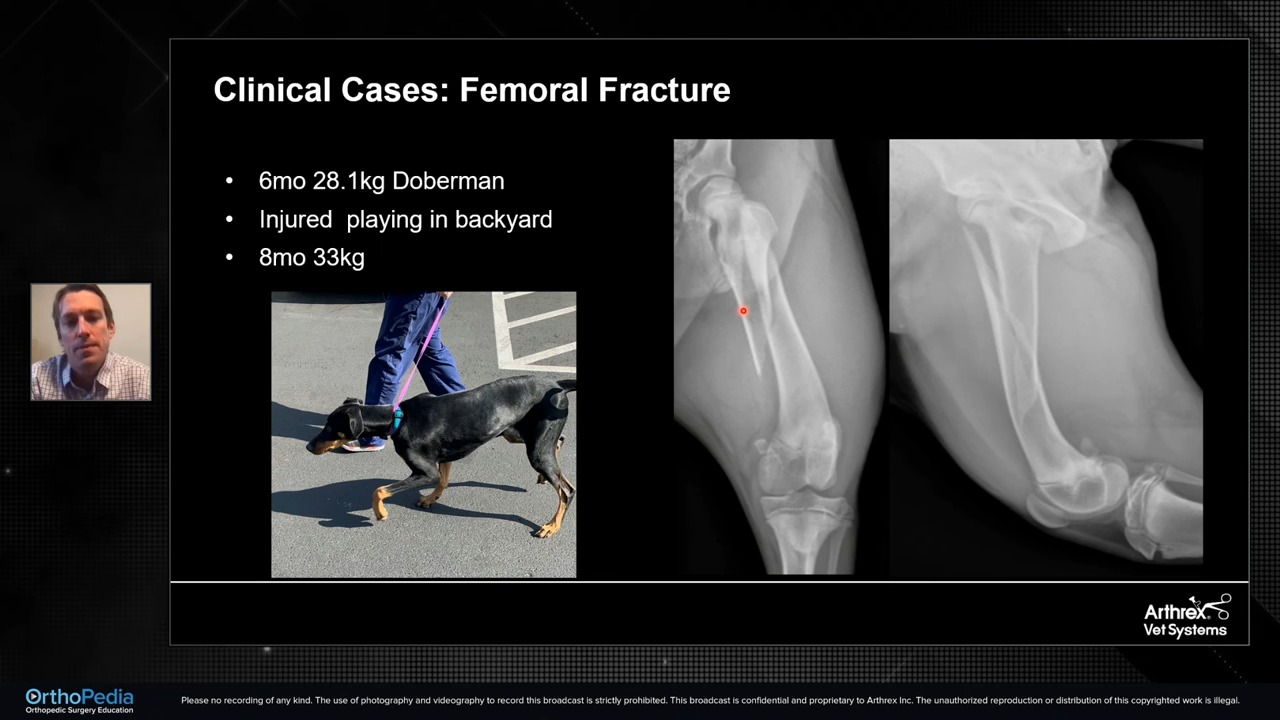 Clinical Cases: Femoral Fracture
• 6mo 28.1kg Doberman
• Injured  playing in backyard
• 8mo 33kg
Arthrex
Vet Systems
OrthoPedia
Orthopedic Surgery Education
Please no recording of any kind. The use of photography and videography to record this broadcast is strictly prohibited. This broadcast is confidential and proprietary to Arthrex Inc. The unauthorized reproduction or distribution of this copyrighted work is illegal.